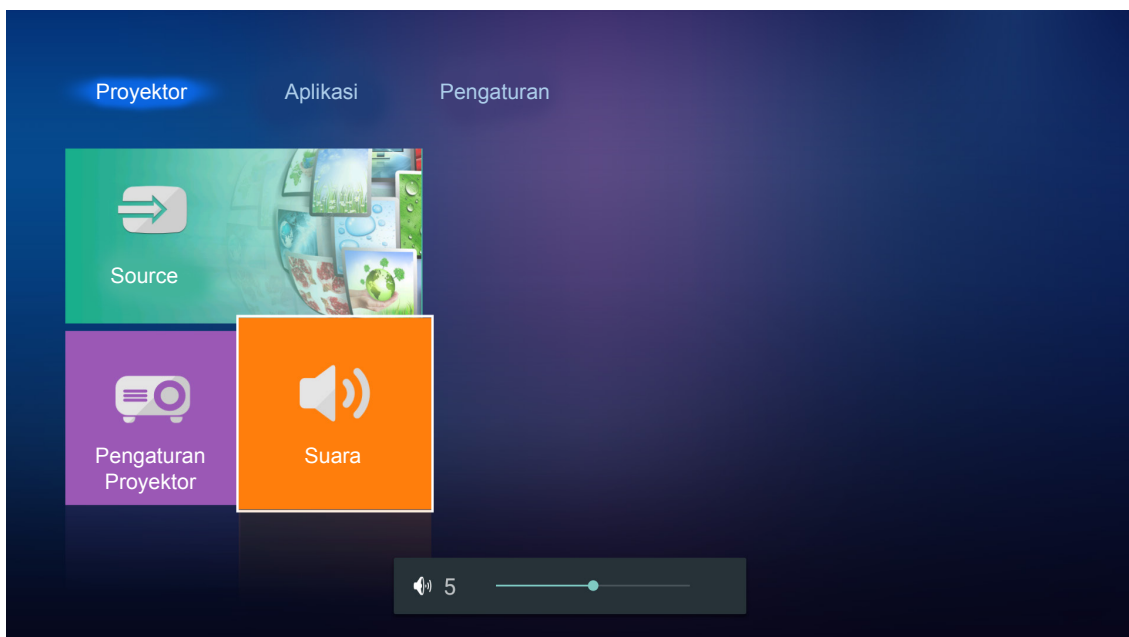 Proyektor
Aplikasi
Pengaturan
Source
Pengaturan
Proyektor
Suara
5